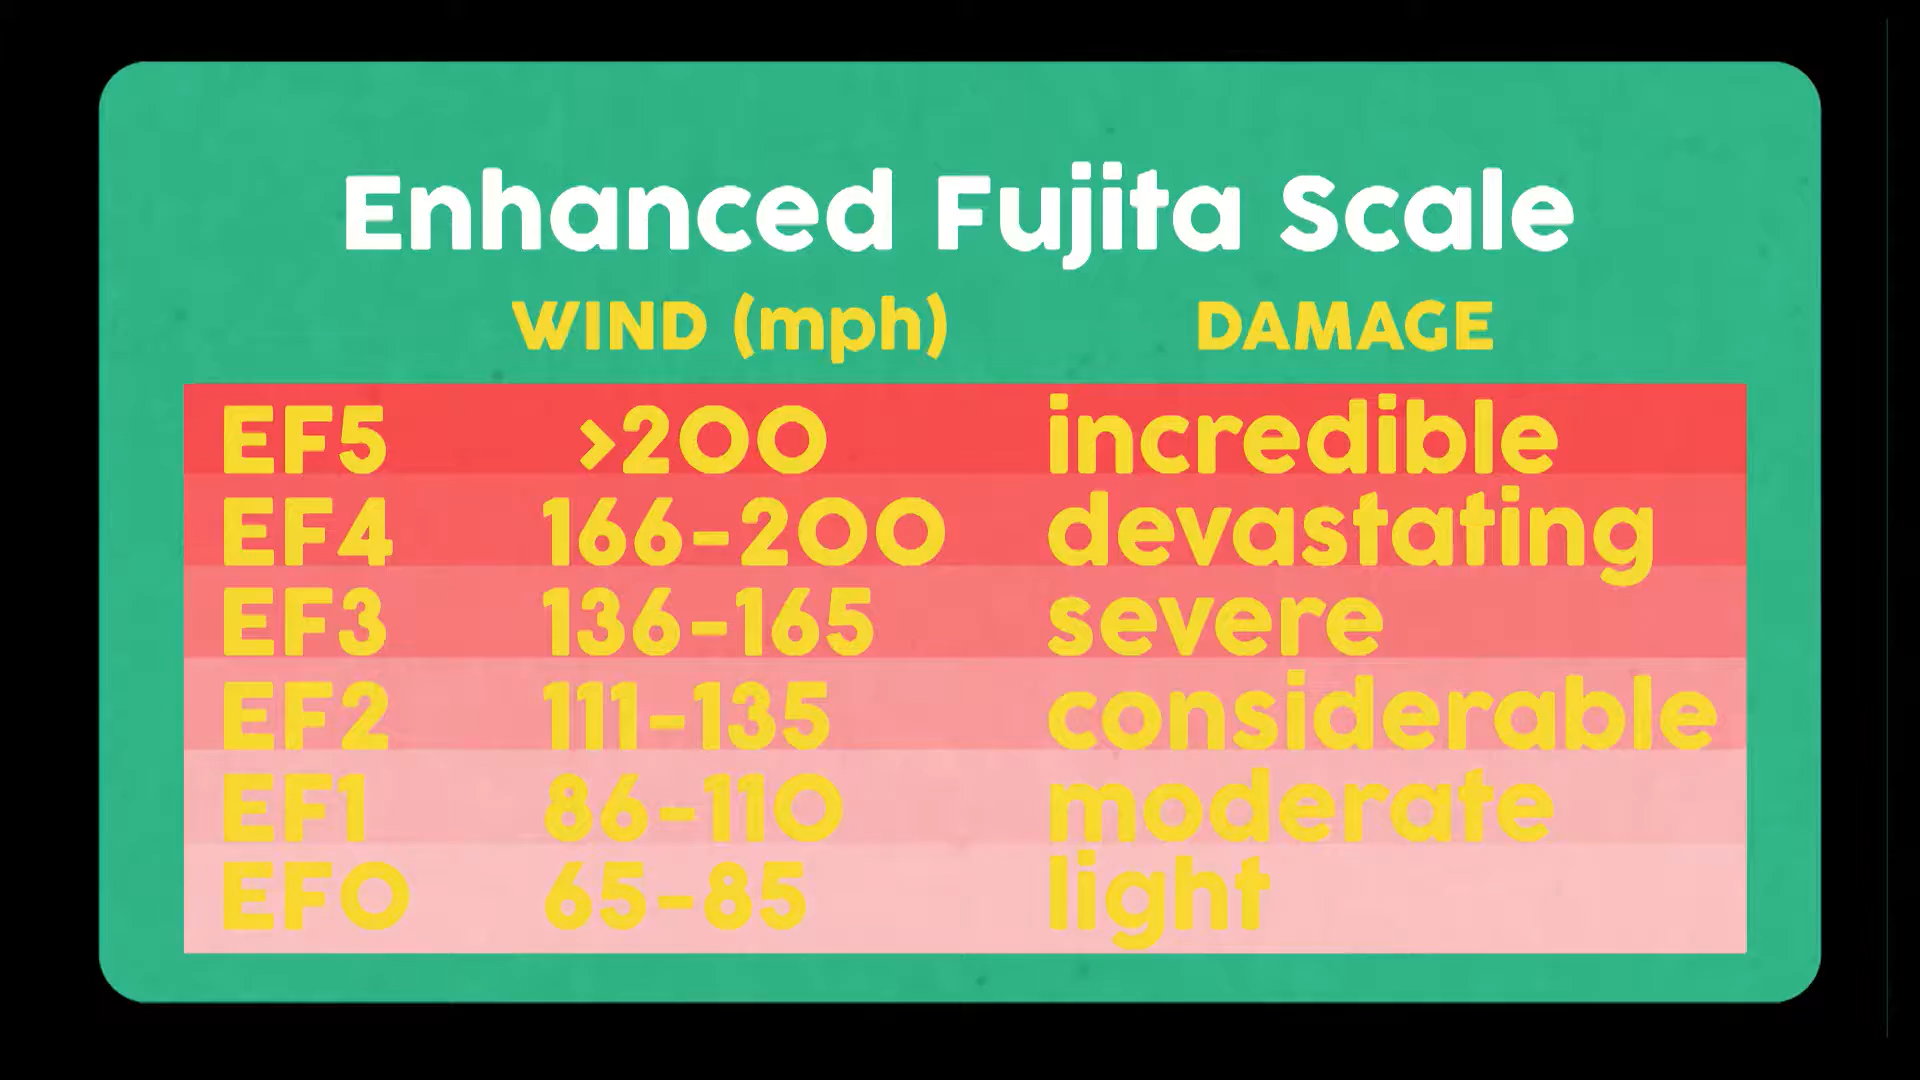 Enhanced Fujita Scale
WIND (mph) DAMAGE
EF5 >200 incredible
EF4 166-200 devastating
EF3 136-165 severe
EF2 111-135 considerable
EF1 86-110 moderate
EF0 65-85 light